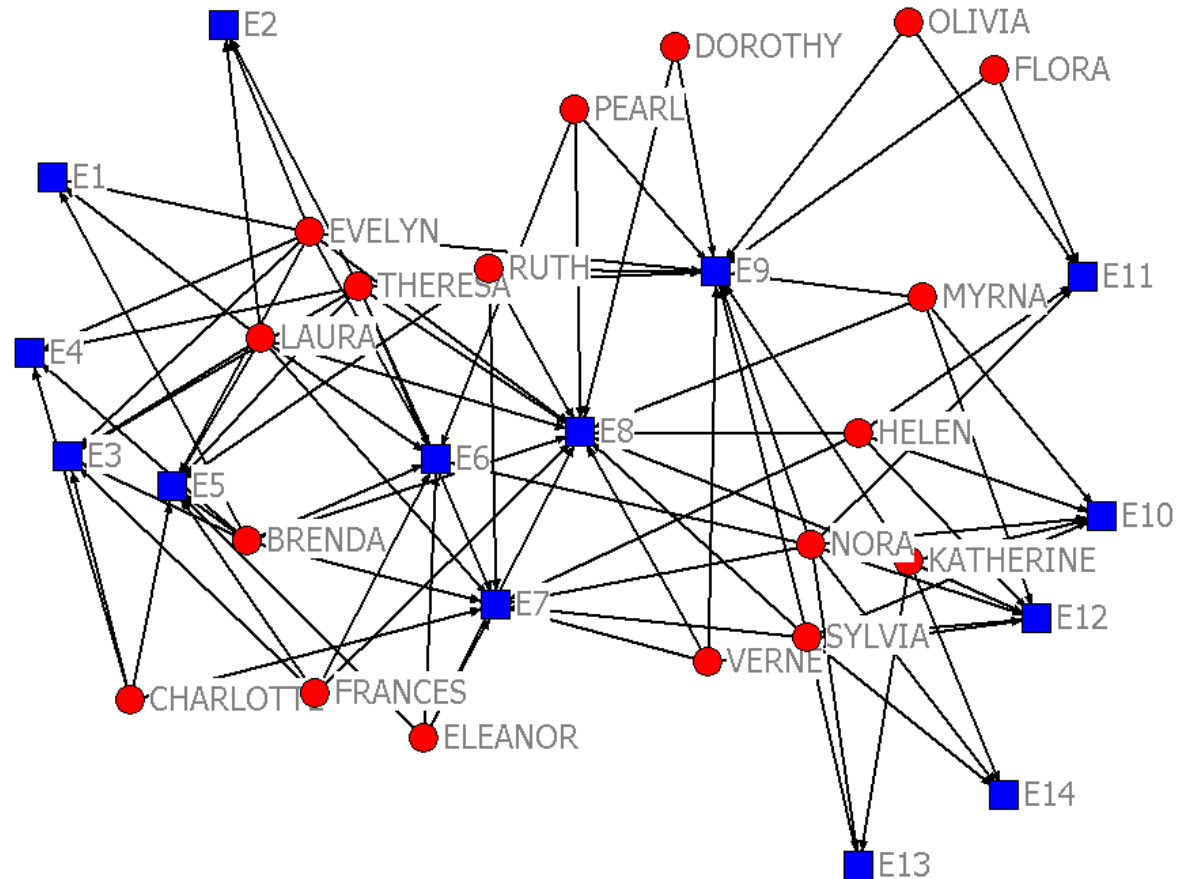 E2
OLIVIA
DOROTHY
FLORA
PEARL
E1
EVELYN
RUTH
E9
E11
THERESA
MYRNA
LAURA
E4
E8
HELEN
E3
E6
E5
E10
BRENDA
NORA
KATHERINE
E7
E12
SYLVIA
VERNE
CHARLOTTE
FRANCES
ELEANOR
E14
E13